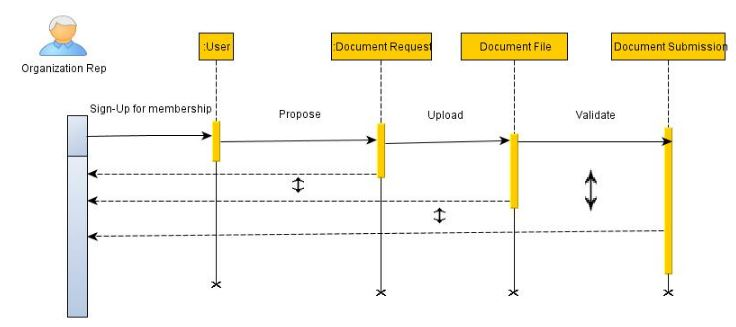 :User
:Document Request
Document File
Document Submission
Organization Rep
Sign-Up for membership
Propose
Upload
Validate